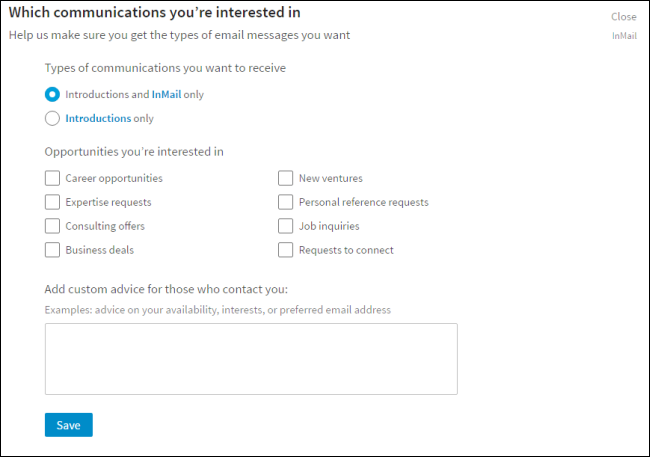 Which communications you’re interested in
Close
Help us make sure you get the types of email messages you want
InMail
Types of communications you want to receive
Introductions and InMail only
Introductions only
Opportunities you’re interested in
Career opportunities
New ventures
Expertise requests
Personal reference requests
Consulting offers
Job inquiries
Business deals
Requests to connect
Add custom advice for those who contact you:
Examples: advice on your availability, interests, or preferred email address
Save